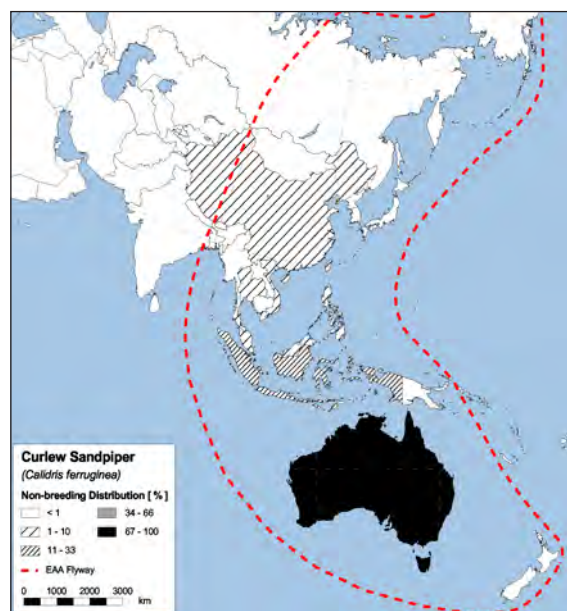 Curlew Sandpiper
(Calidris ferruginea)
Non-breeding Distribution [ % ]
< 1
34 - 66
1 - 10
67 - 100
11 - 33
EAA Flyway
0 1000 2000 3000
km